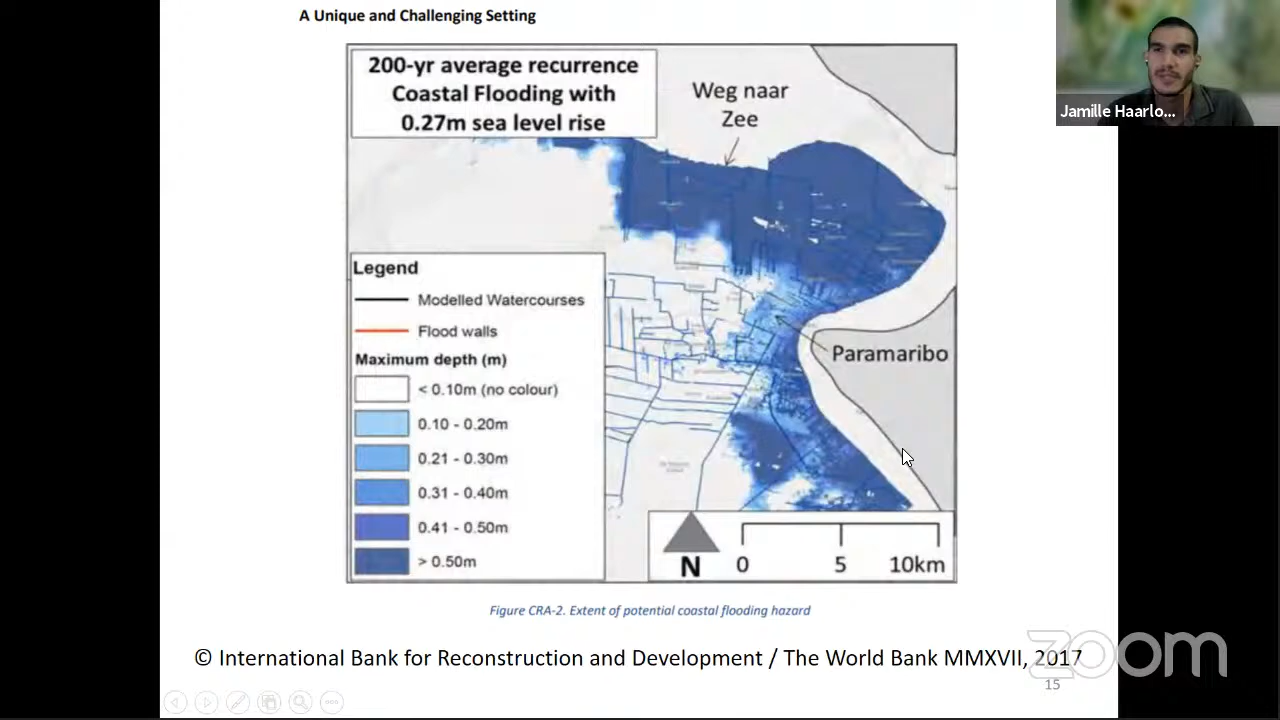 A Unique and Challenging Setting
Jamille Haarlo...
200-yr average recurrence
Coastal Flooding with
0.27m sea level rise
Weg naar
Zee
Legend
Modelled Watercourses
Flood walls
Maximum depth (m)
< 0.10m (no colour)
0.10 - 0.20m
0.21 - 0.30m
0.31 - 0.40m
0.41 - 0.50m
> 0.50m
Paramaribo
N
0 5 10km
Figure CRA-2. Extent of potential coastal flooding hazard
© International Bank for Reconstruction and Development / The World Bank MMXVII, 2017
zoom
15